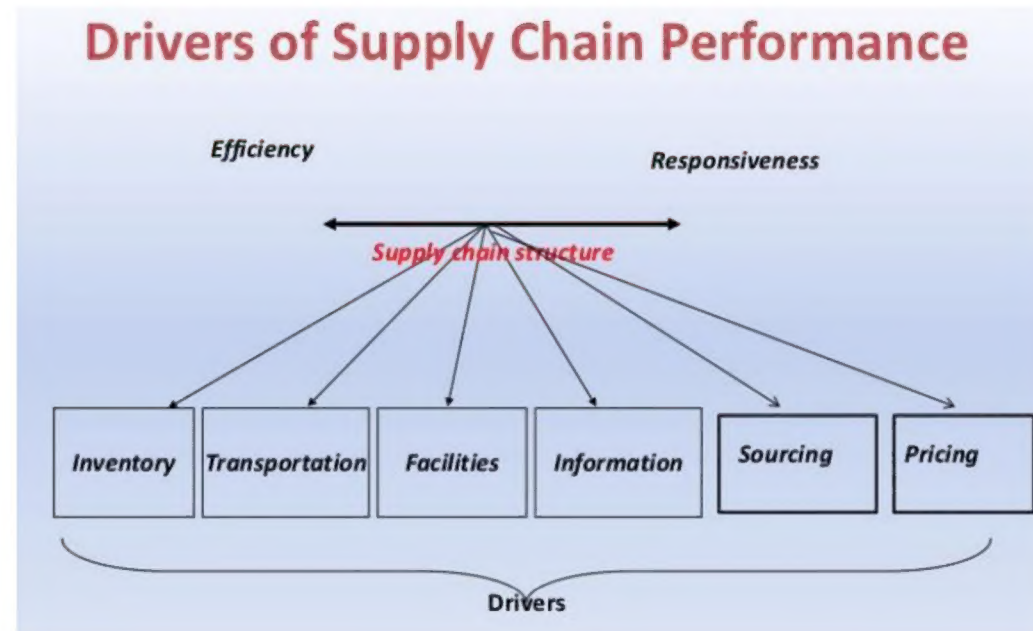 Drivers of Supply Chain Performance
Efficiency
Responsiveness
Supply chain structure
Inventory
Transportation
Facilities
Information
Sourcing
Pricing
Drivers